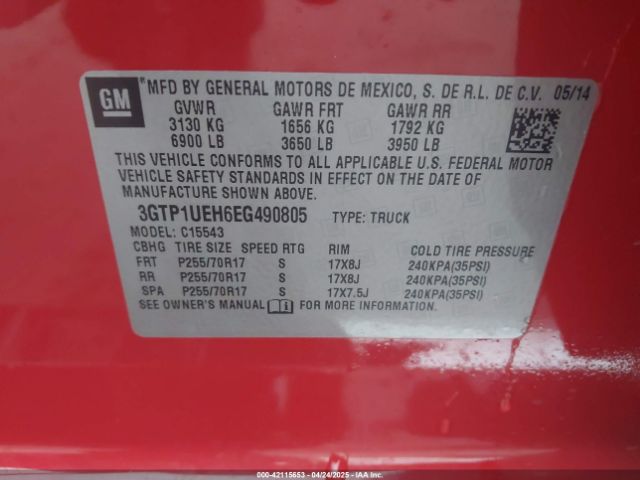 GM
MFD BY GENERAL MOTORS DE MEXICO, S. DE R.L. DE C.V. 05/14
GVWR GAWR FRT GAWR RR
3130 KG 1656 KG 1792 KG
6900 LB 3650 LB 3950 LB
THIS VEHICLE CONFORMS TO ALL APPLICABLE U.S. FEDERAL MOTOR
VEHICLE SAFETY STANDARDS IN EFFECT ON THE DATE OF
MANUFACTURE SHOWN ABOVE.
3GTP1UEH6EG490805 TYPE: TRUCK
MODEL: C15543
CBHG TIRE SIZE SPEED RTG RIM COLD TIRE PRESSURE
FRT P255/70R17 S 17X8J 240KPA(35PSI)
RR P255/70R17 S 17X8J 240KPA(35PSI)
SPA P255/70R17 S 17X7.5J 240KPA(35PSI)
SEE OWNER'S MANUAL FOR MORE INFORMATION.
000-42115653 - 04/24/2025 - IAAI.COM